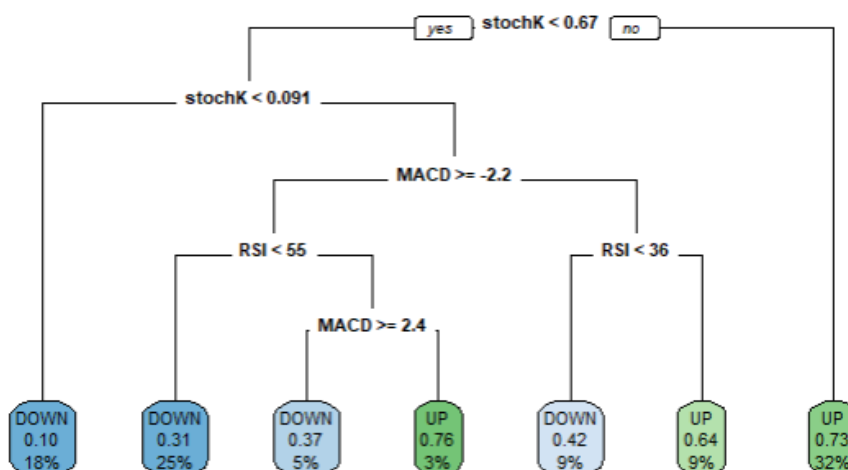 yes stochK < 0.67 no
stochK < 0.091
MACD >= -2.2
RSI < 55 RSI < 36
MACD >= 2.4
DOWN DOWN DOWN UP DOWN UP UP
0.10 0.31 0.37 0.76 0.42 0.64 0.73
18% 25% 5% 3% 9% 9% 32%